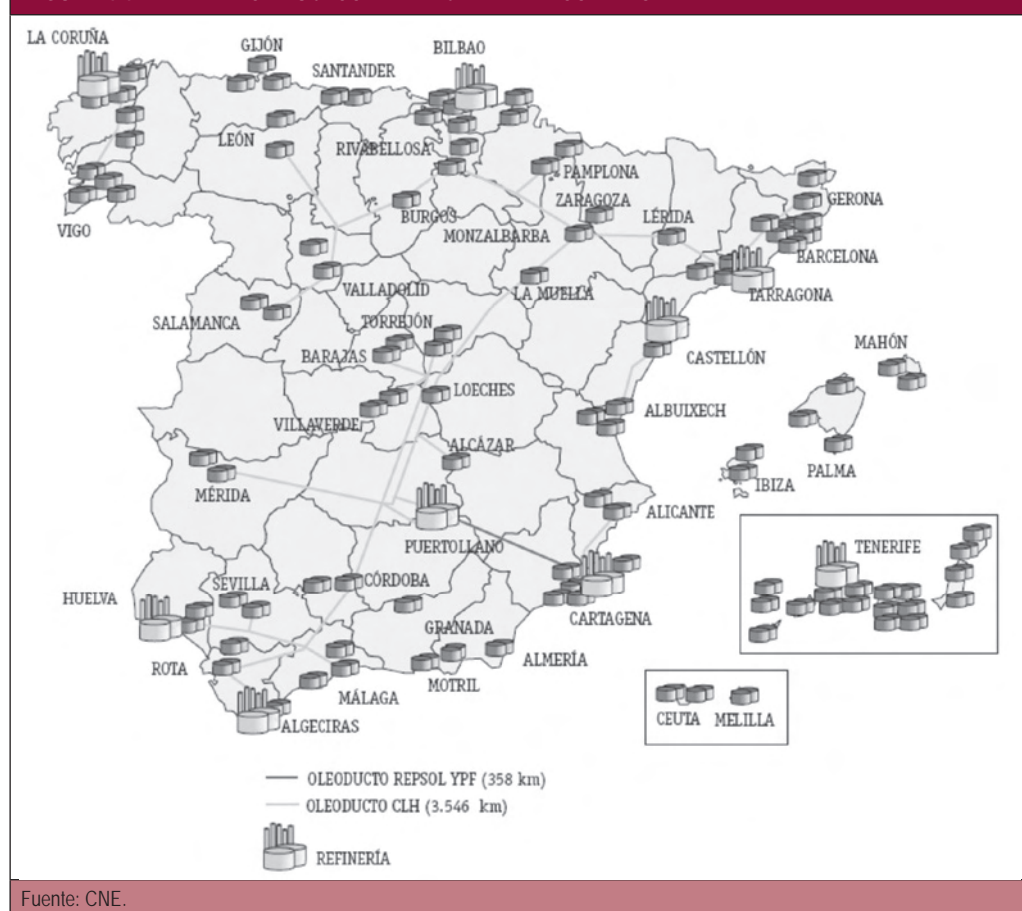 LA CORUÑA
GIJÓN
BILBAO
SANTANDER
LEÓN
RIVABELLOSA
PAMPLONA
ZARAGOZA
GERONA
BURGOS
LÉRIDA
VIGO
MONZALBARBA
BARCELONA
VALLADOLID
LA MUELLA
TARRAGONA
SALAMANCA
TORREJÓN
MAHÓN
BARAJAS
CASTELLÓN
LOECHES
ALBUIXECH
VILLAVERDE
ALCÁZAR
PALMA
IBIZA
MÉRIDA
ALICANTE
PUERTOLLANO
TENERIFE
SEVILLA
CÓRDOBA
HUELVA
CARTAGENA
GRANADA
ALMERÍA
ROTA
MOTRIL
MÁLAGA
CEUTA MELILLA
ALGECIRAS
OLEODUCTO REPSOL YPF (358 km)
OLEODUCTO CLH (3.546 km)
REFINERÍA
Fuente: CNE.